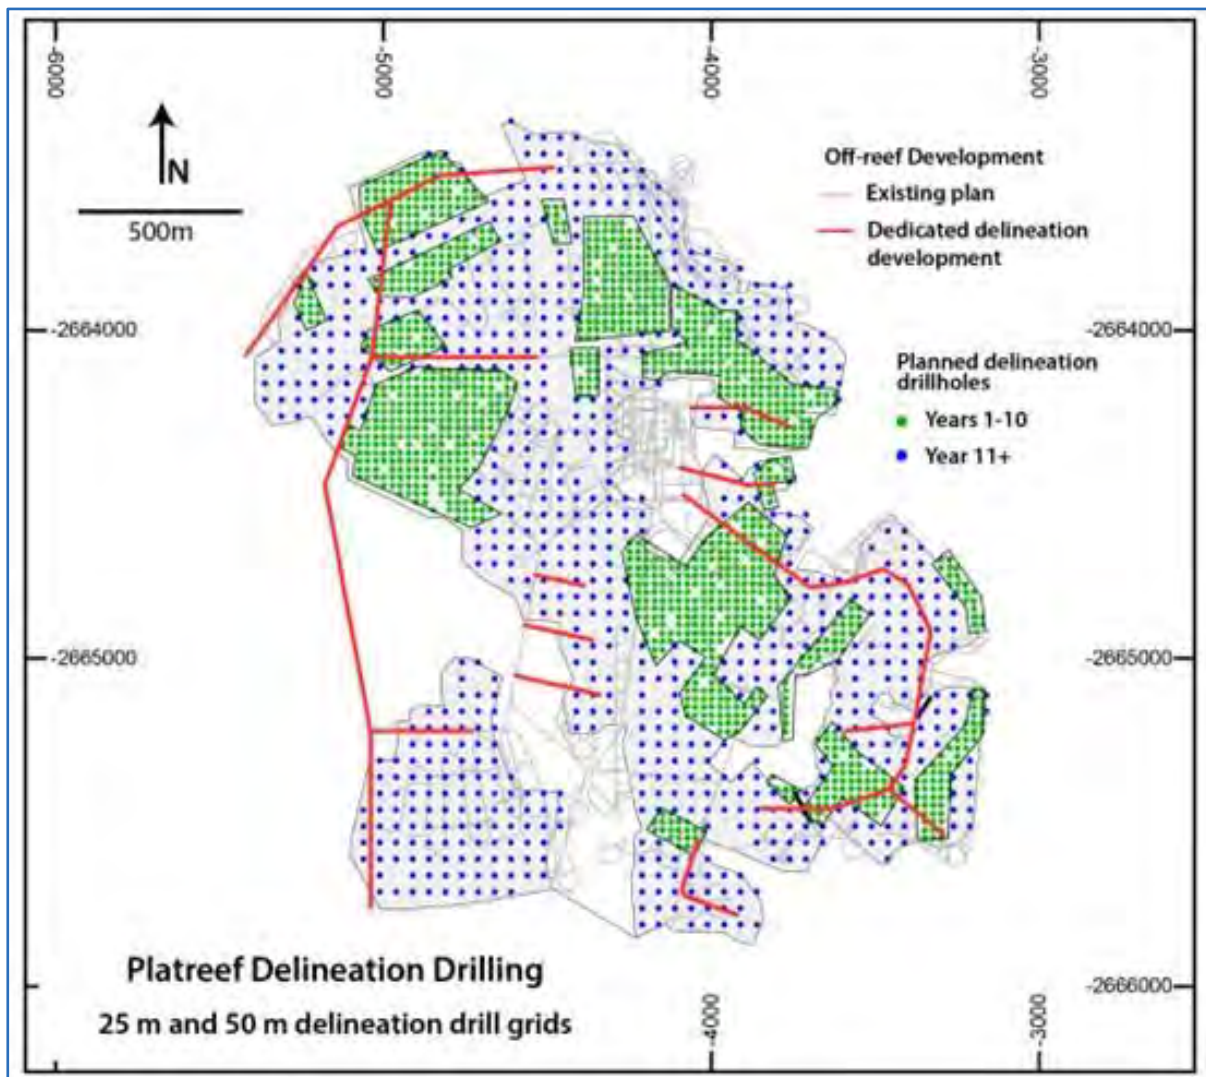 -6000
-5000
-4000
-3000
N
500m
Off-reef Development
Existing plan
Dedicated delineation
development
-2664000
-2664000
Planned delineation
drillholes
Years 1-10
Year 11+
-2665000
-2665000
Platreef Delineation Drilling
25 m and 50 m delineation drill grids
-2666000
-4000
-3000